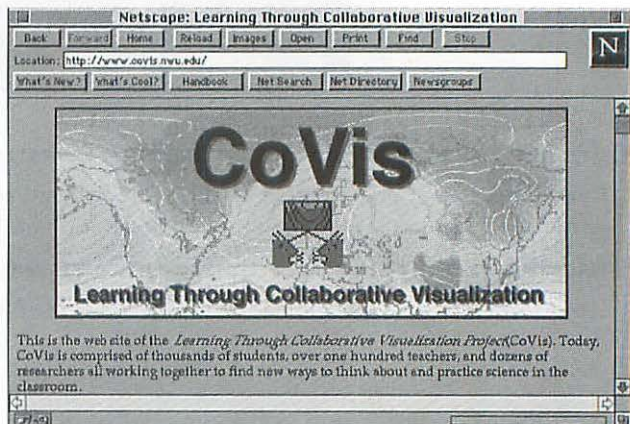 Netscape: Learning Through Collaborative Visualization
Back Forward Home Reload Images Open Print Find Stop
Location: http://www.covis.nwu.edu/
N
What's New? What's Cool? Handbook Net Search Net Directory Newsgroups
CoVis
Learning Through Collaborative Visualization
This is the web site of the Learning Through Collaborative Visualization Project(CoVis). Today,
CoVis is comprised of thousands of students, over one hundred teachers, and dozens of
researchers all working together to find new ways to think about and practice science in the
classroom.